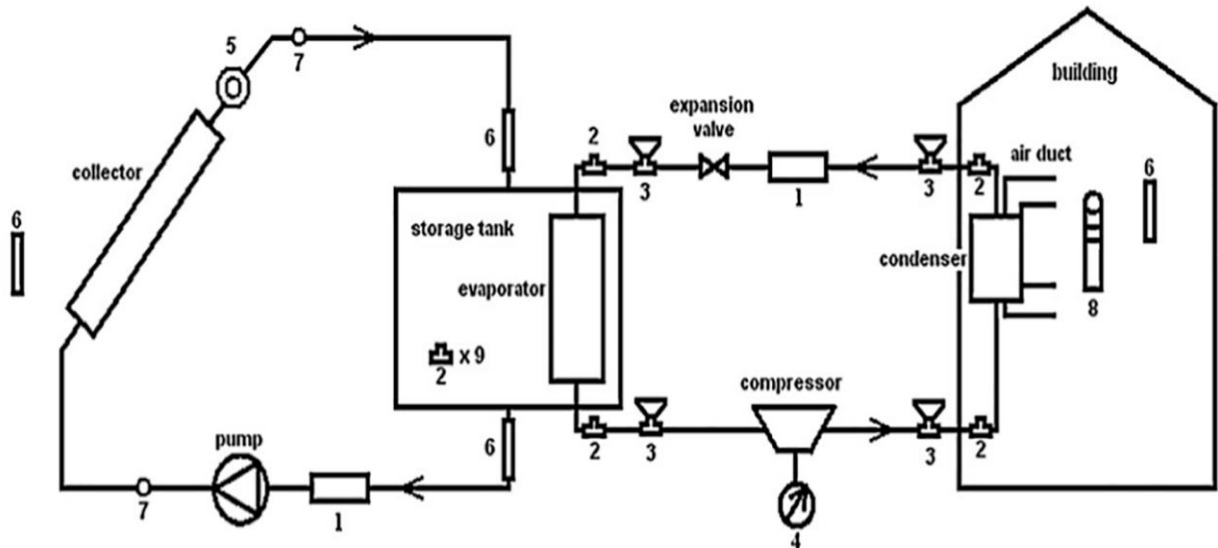 5
7
building
expansion
valve
6
2
air duct
collector
3
1
3
2
6
6
storage tank
condenser
evaporator
8
x 9
2
compressor
pump
6
2
3
3
2
7
1
4